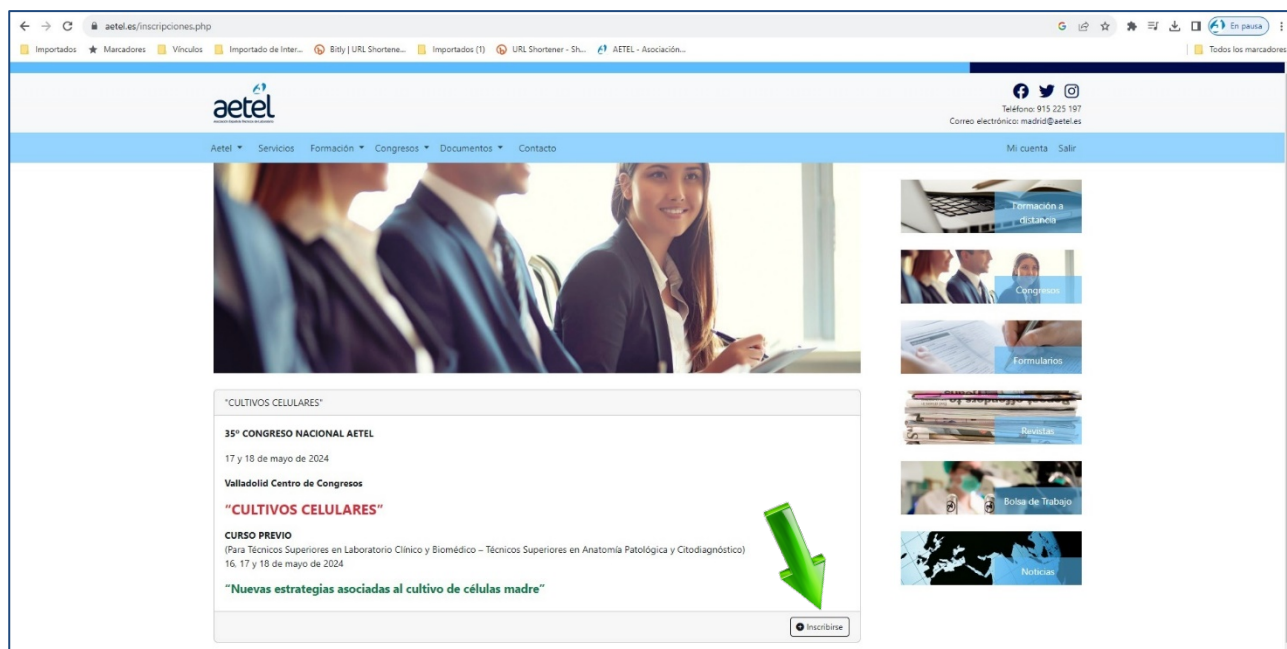 aetel.es/inscripciones.php
En pausa
Importados Marcadores Vínculos Importado de Inter... Bitly | URL Shortene... Importados (1) URL Shortener - Sh... AETEL - Asociación... Todos los marcadores
aetel
Teléfono: 915 225 197
Correo electrónico: madrid@aetel.es
Aetel Servicios Formación Congresos Documentos Contacto Mi cuenta Salir
Formación a
distancia
Congresos
Formularios
Revistas
Bolsa de Trabajo
Noticias
"CULTIVOS CELULARES"
35º CONGRESO NACIONAL AETEL
17 y 18 de mayo de 2024
Valladolid Centro de Congresos
"CULTIVOS CELULARES"
CURSO PREVIO
(Para Técnicos Superiores en Laboratorio Clínico y Biomédico – Técnicos Superiores en Anatomía Patológica y Citodiagnóstico)
16, 17 y 18 de mayo de 2024
"Nuevas estrategias asociadas al cultivo de células madre"
Inscribirse